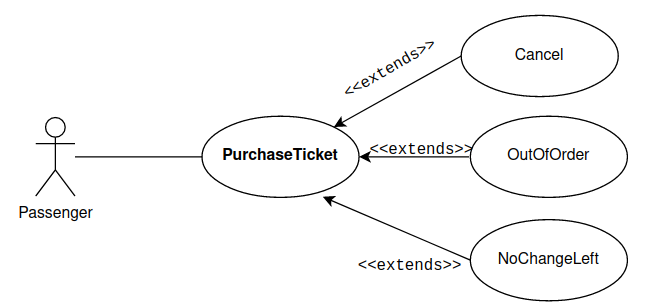 Cancel
<<extends>>
PurchaseTicket
<<extends>>
OutOfOrder
Passenger
<<extends>>
NoChangeLeft